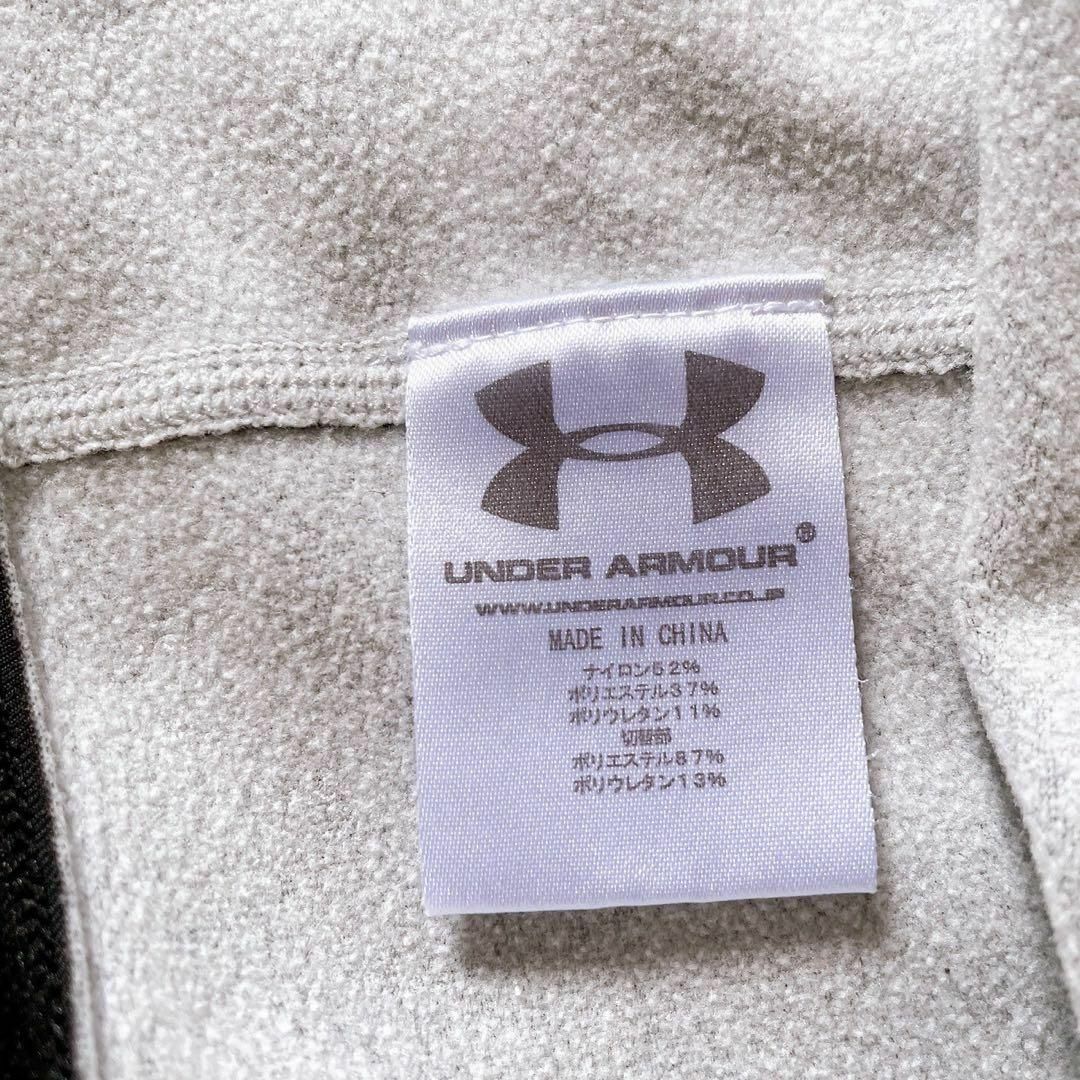 UNDER ARMOUR®
WWW.UNDERARMOUR.CO.JP
MADE IN CHINA
ナイロン52%
ポリエステル37%
ポリウレタン11%
切替部
ポリエステル87%
ポリウレタン13%